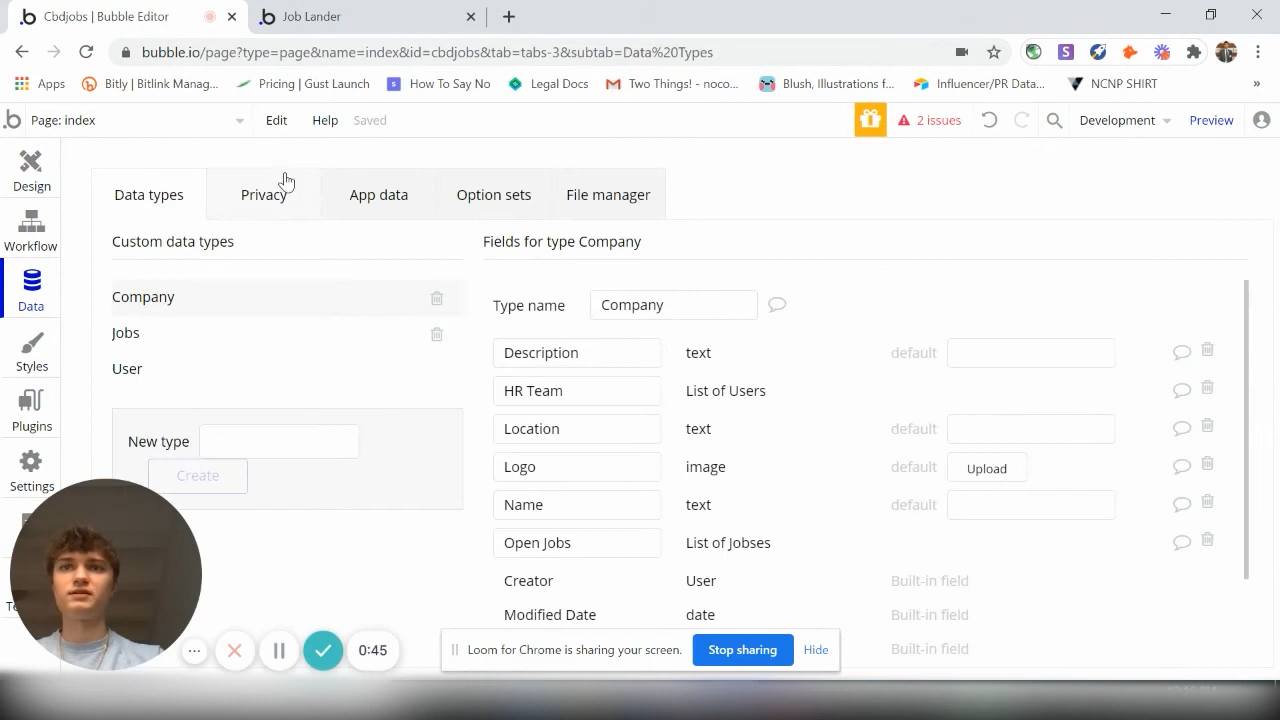 Cbdjobs | Bubble Editor
Job Lander
bubble.io/page?type=page&name=index&id=cbdjobs&tab=tabs-3&subtab=Data%20Types
Apps
Bitly | Bitlink Manag...
Pricing | Gust Launch
How To Say No
Legal Docs
Two Things! - noco...
Blush, Illustrations f...
Influencer/PR Data...
NCNP SHIRT
»
Page: index
Edit
Help
Saved
2 issues
Development
Preview
Design
Workflow
Data
Styles
Plugins
Settings
Data types
Privacy
App data
Option sets
File manager
Custom data types
Company
Jobs
User
New type
Create
Fields for type Company
Type name
Company
Description text default
HR Team List of Users
Location text default
Logo image default Upload
Name text default
Open Jobs List of Jobses
Creator User Built-in field
Modified Date date Built-in field
Built-in field
0:45
Loom for Chrome is sharing your screen.
Stop sharing
Hide